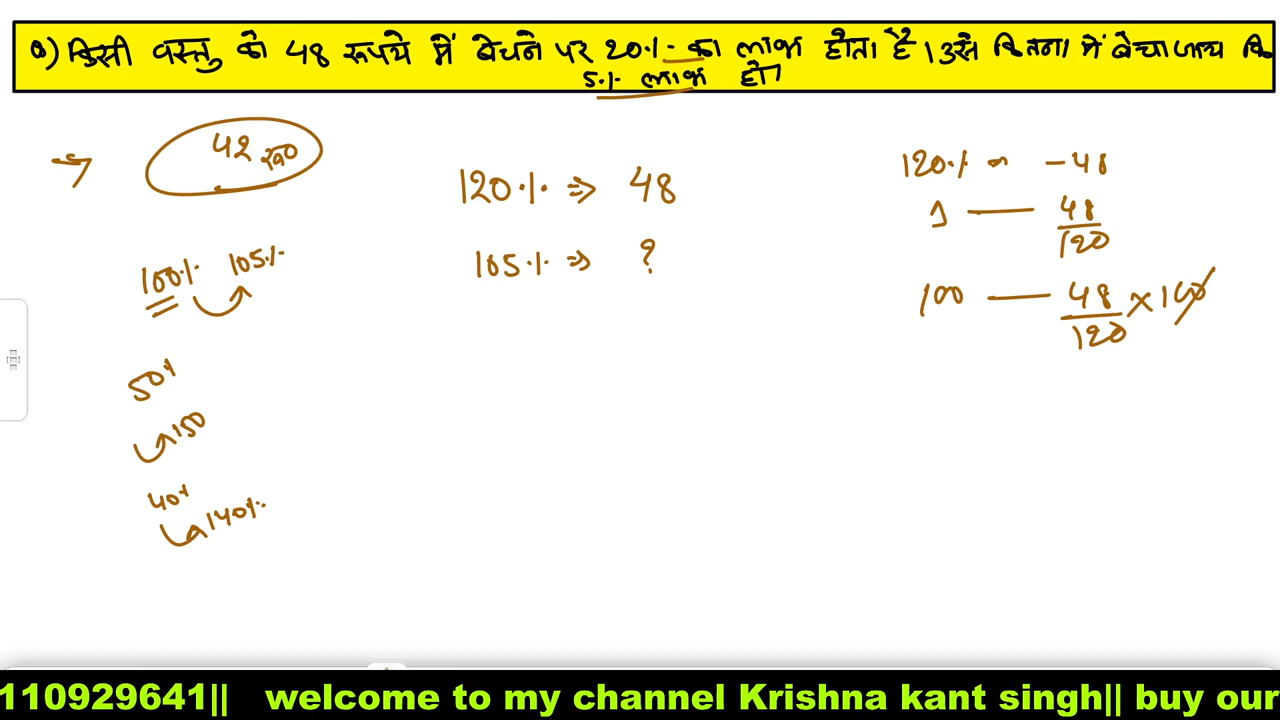 Q) किसी वस्तु को 48 रूपये में बेचने पर 20% का लाभ होता है। उसे कितना में बेचा जाय कि
5% लाभ हो
42 रू०
120% ⇒ 48
105% ⇒ ?
100% 105%
50%
150
40%
140%
120% - 48
1 — 48/120
100 — 48/120 × 100
110929641|| welcome to my channel Krishna kant singh|| buy our